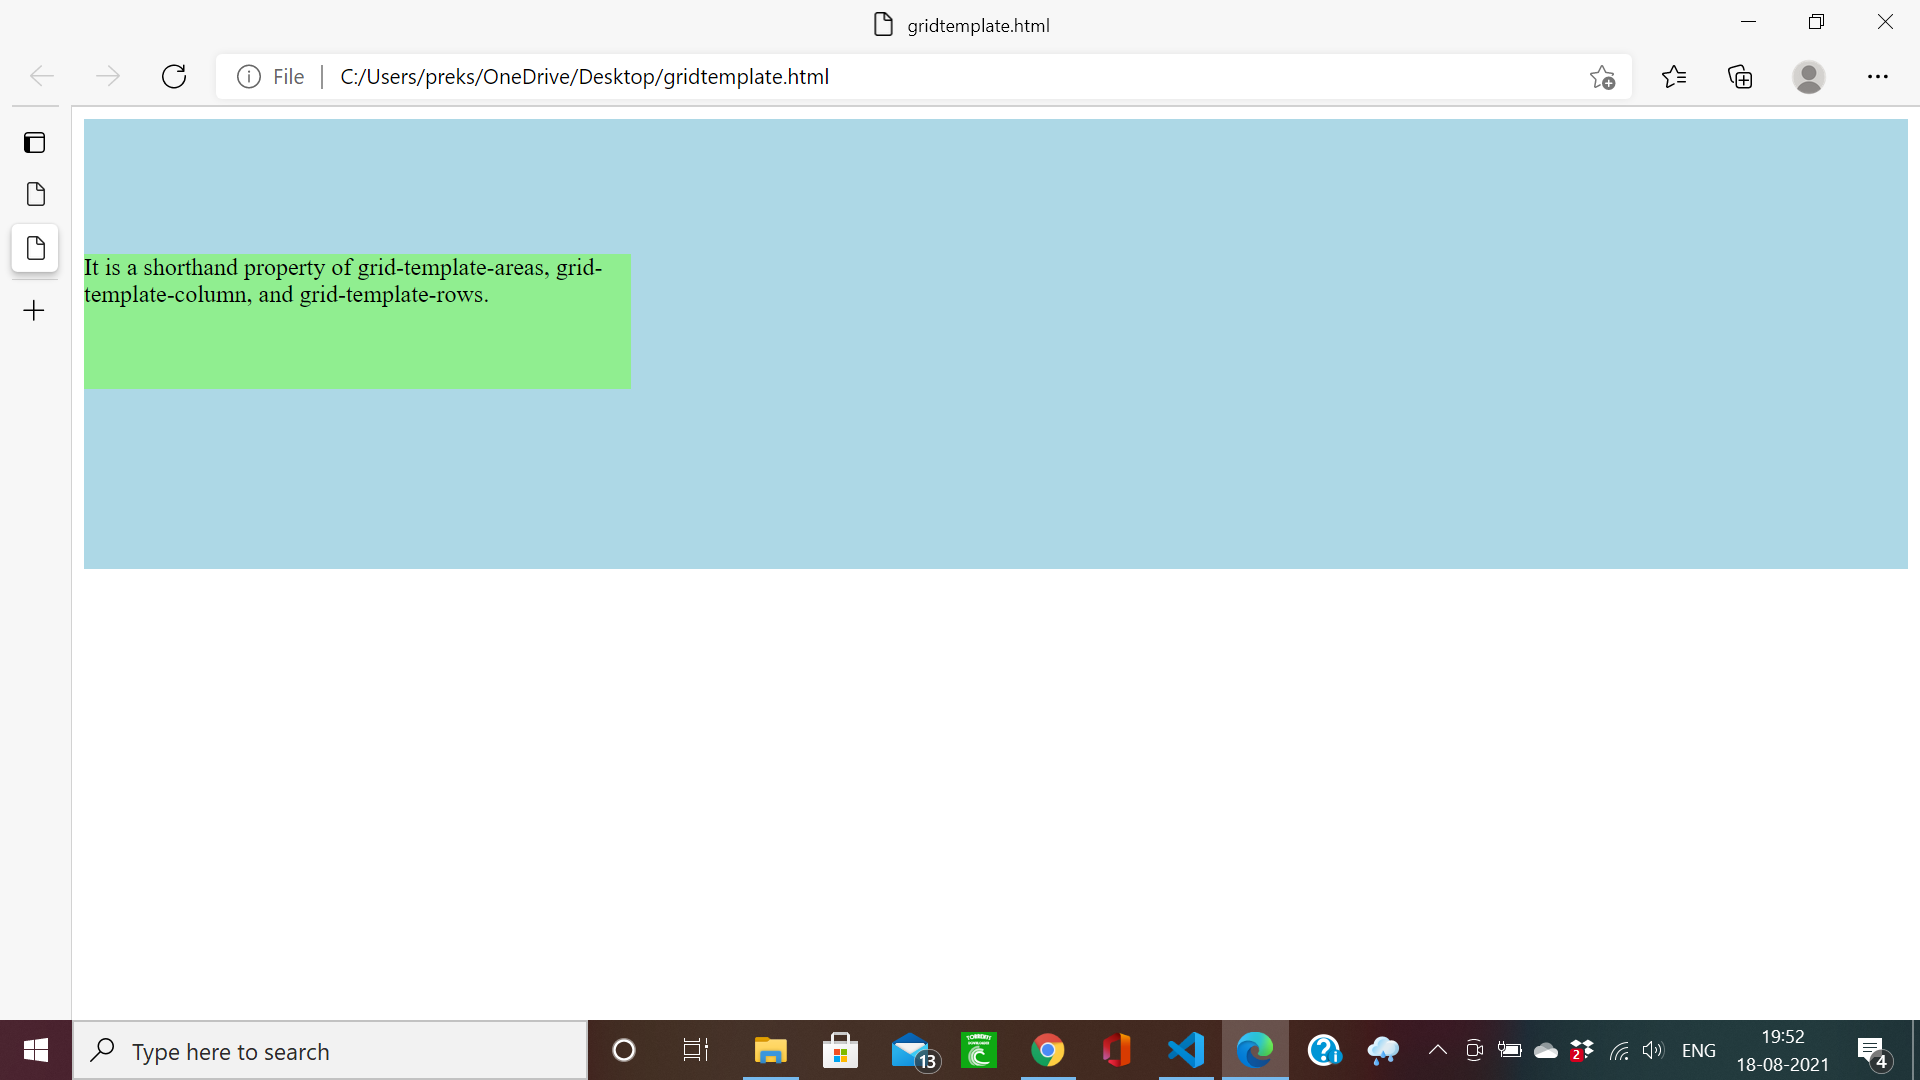 gridtemplate.html
File
C:/Users/preks/OneDrive/Desktop/gridtemplate.html
It is a shorthand property of grid-template-areas, grid-
template-column, and grid-template-rows.
Type here to search
13
2
ENG
19:52
18-08-2021
4